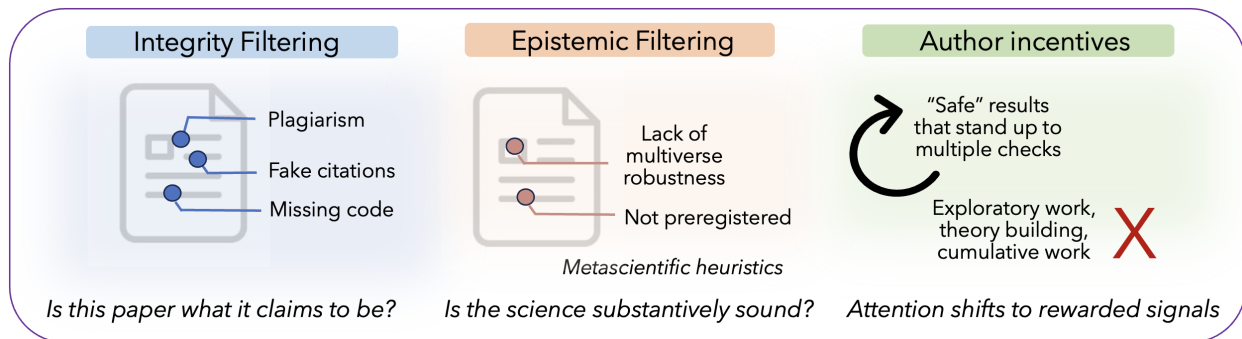 Integrity Filtering
Plagiarism
Fake citations
Missing code
Is this paper what it claims to be?
Epistemic Filtering
Lack of
multiverse
robustness
Not preregistered
Metascientific heuristics
Is the science substantively sound?
Author incentives
“Safe” results
that stand up to
multiple checks
Exploratory work,
theory building,
cumulative work
X
Attention shifts to rewarded signals